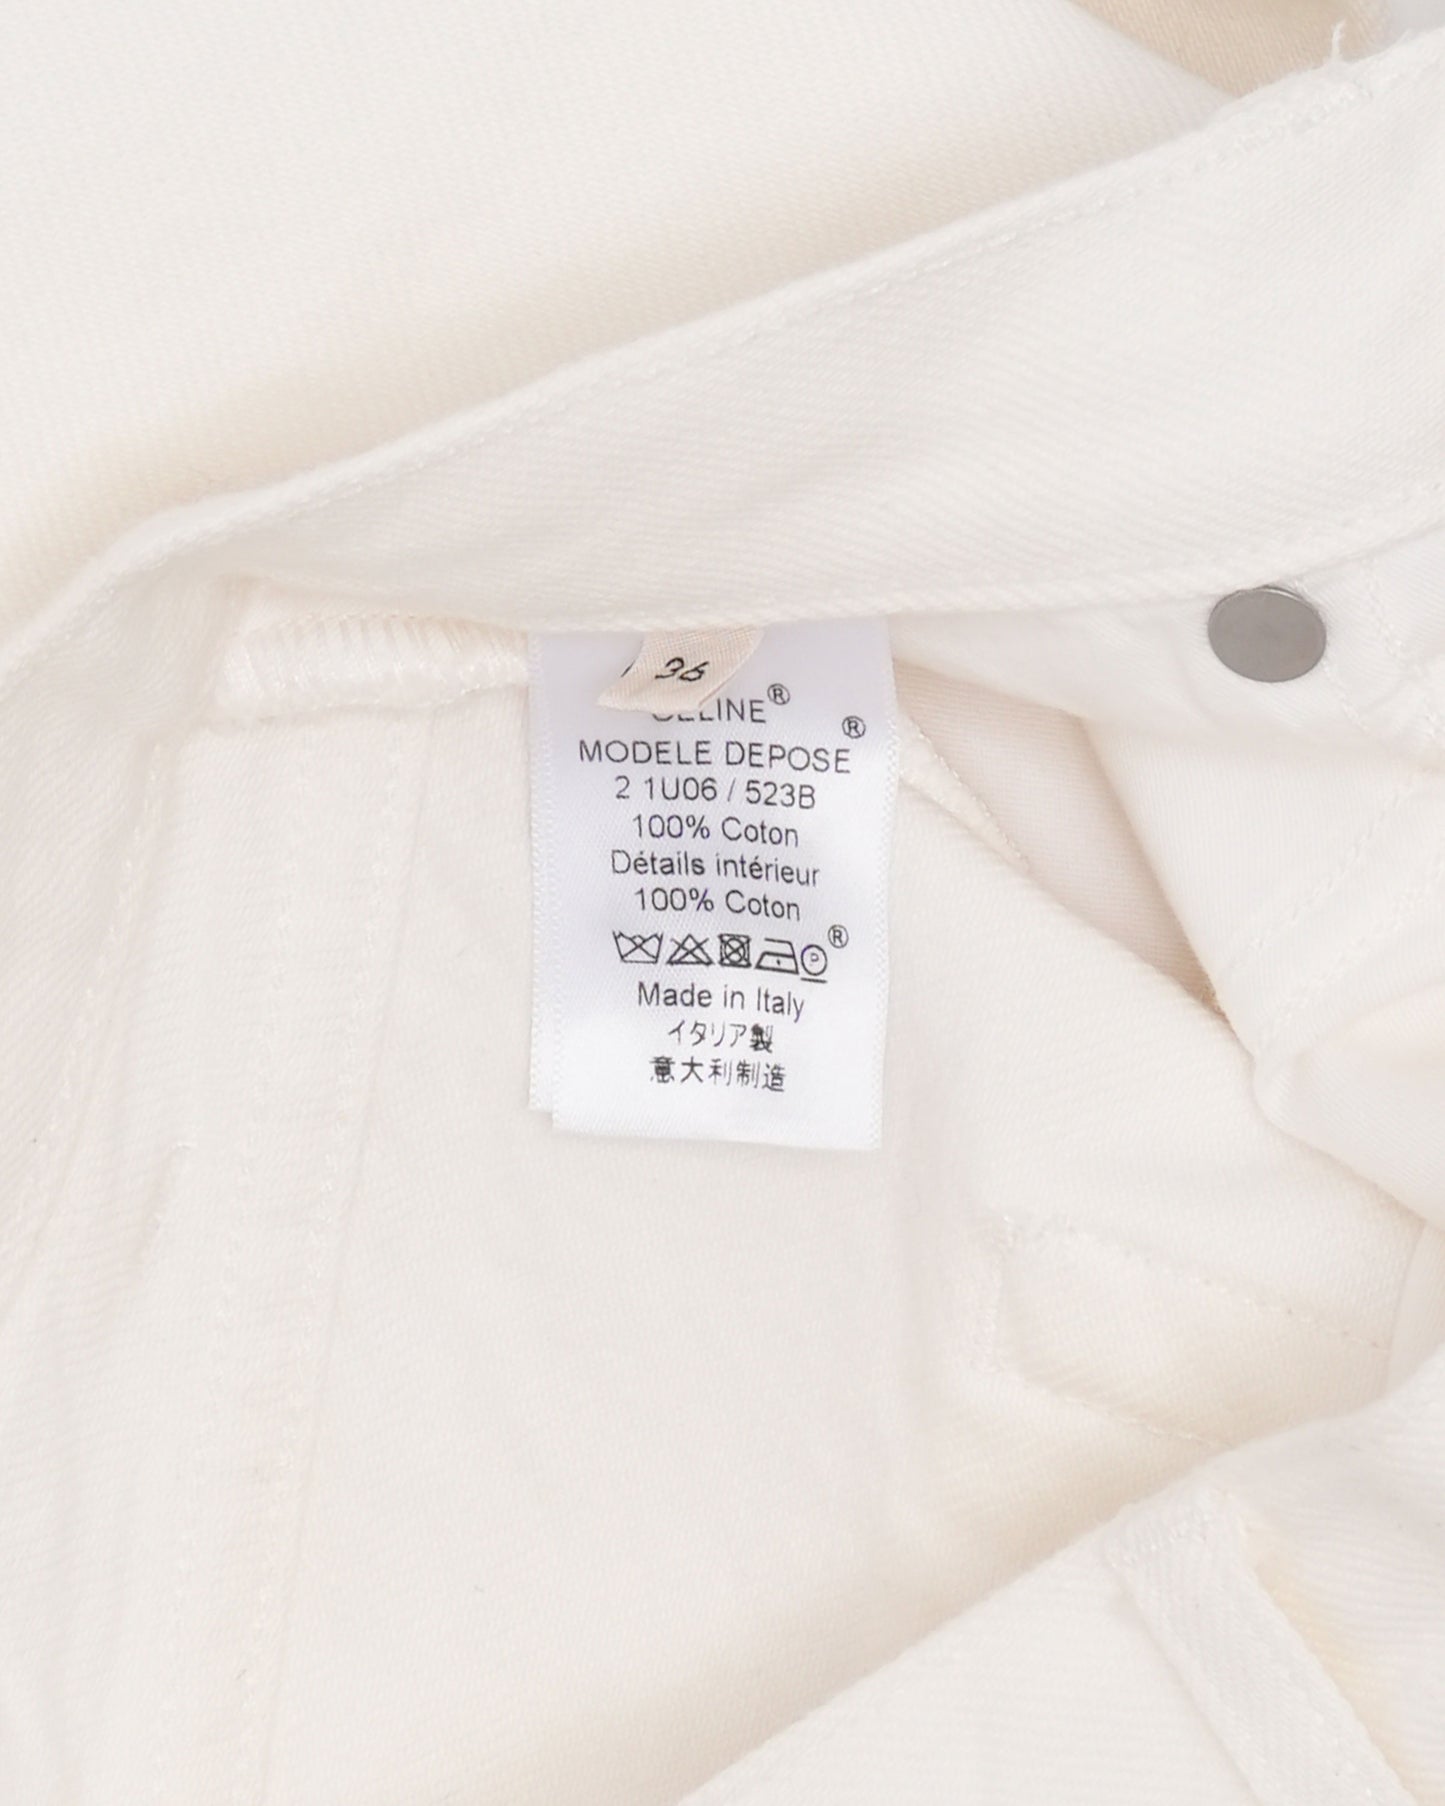 36
CELINE®
MODELE DEPOSE®
2 1U06 / 523B
100% Coton
Détails intérieur
100% Coton
P ®
Made in Italy
イタリア製
意大利制造